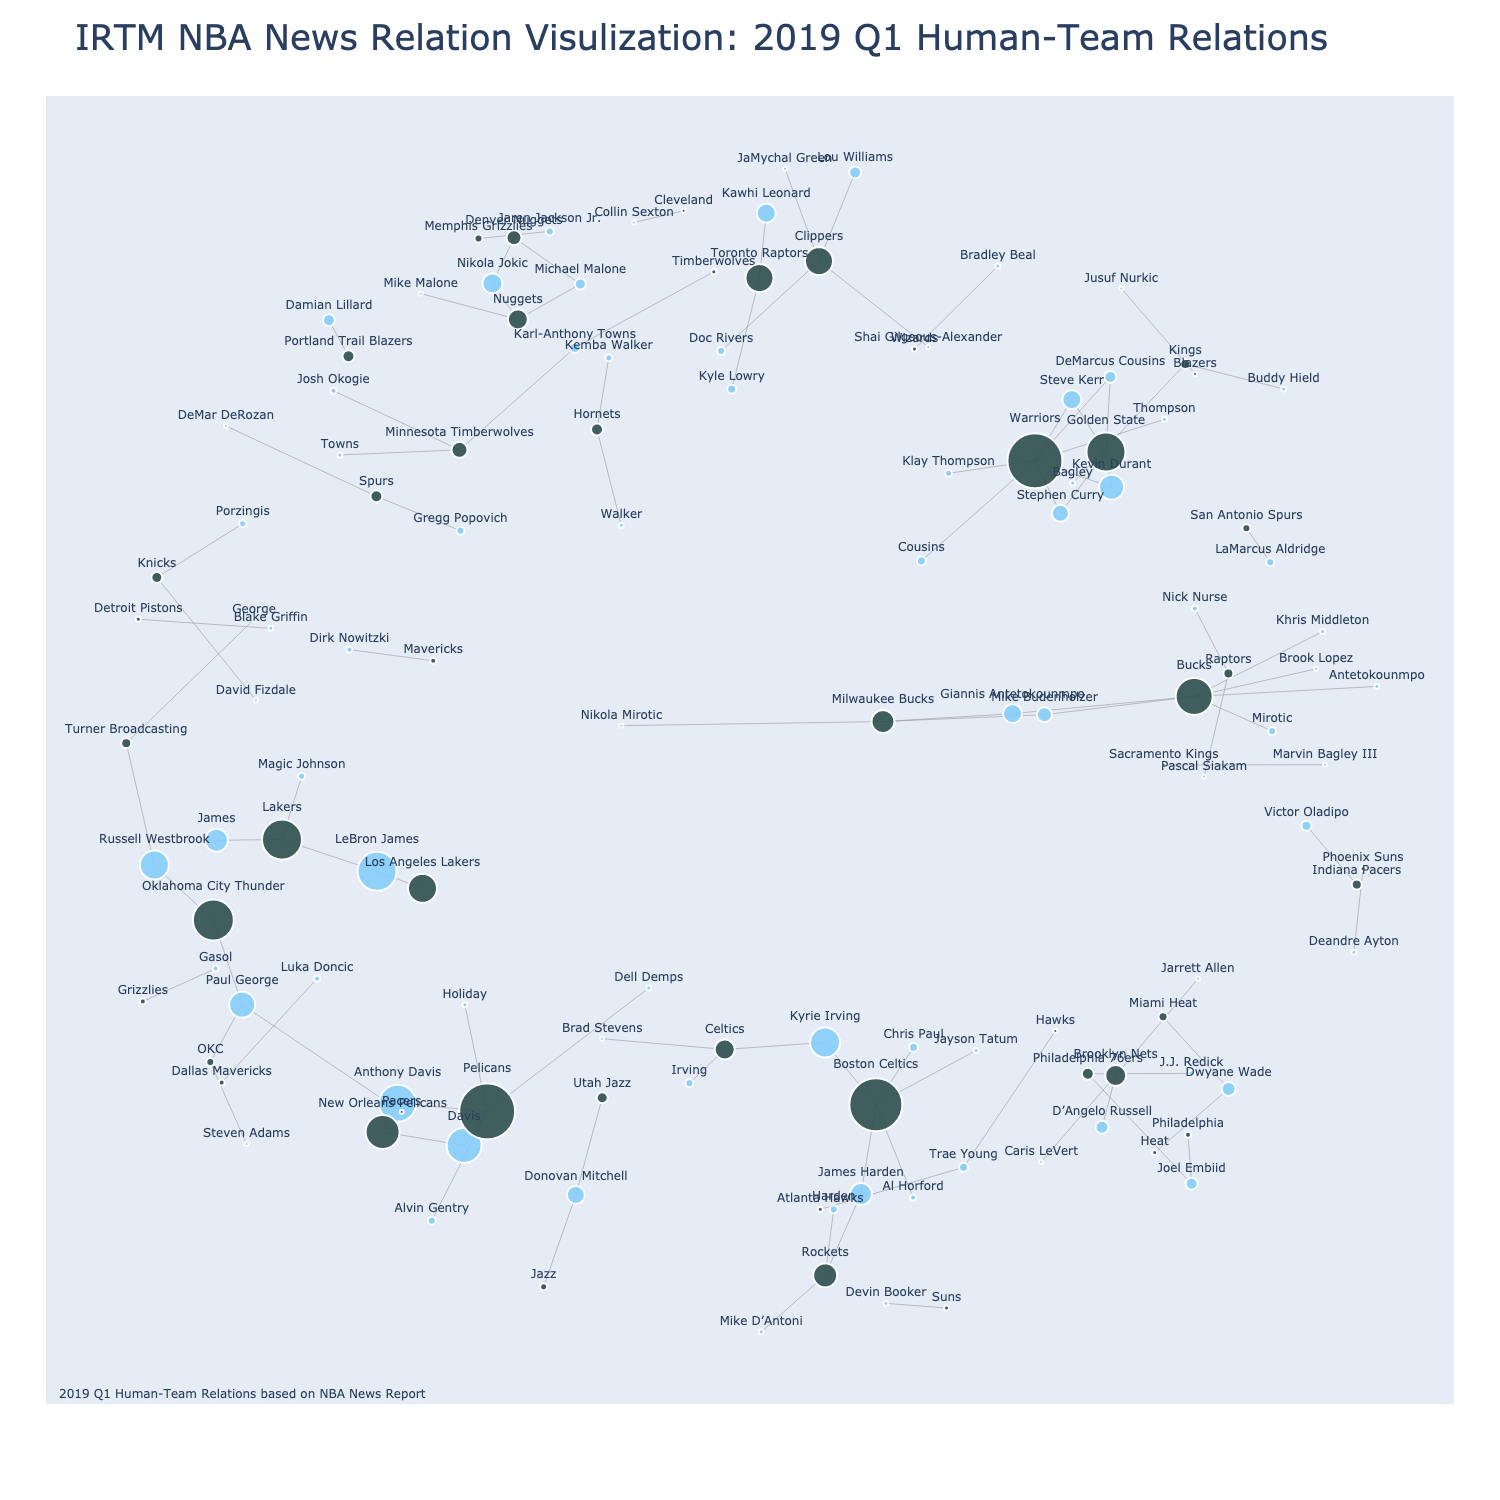 IRTM NBA News Relation Visulization: 2019 Q1 Human-Team Relations
JaMychal Green
Lou Williams
Kawhi Leonard
Cleveland
Collin Sexton
Jaren Jackson Jr.
Denver Nuggets
Memphis Grizzlies
Clippers
Toronto Raptors
Timberwolves
Bradley Beal
Nikola Jokic
Michael Malone
Mike Malone
Jusuf Nurkic
Nuggets
Damian Lillard
Karl-Anthony Towns
Portland Trail Blazers
Kemba Walker
Doc Rivers
Shai Gilgeous-Alexander
Wizards
Kings
DeMarcus Cousins
Blazers
Josh Okogie
Kyle Lowry
Steve Kerr
Buddy Hield
DeMar DeRozan
Hornets
Warriors
Golden State
Thompson
Minnesota Timberwolves
Towns
Klay Thompson
Kevin Durant
Bagley
Spurs
Stephen Curry
Porzingis
Gregg Popovich
Walker
San Antonio Spurs
Cousins
LaMarcus Aldridge
Knicks
Nick Nurse
Detroit Pistons
George
Blake Griffin
Khris Middleton
Dirk Nowitzki
Mavericks
Raptors
Brook Lopez
Bucks
Antetokounmpo
David Fizdale
Milwaukee Bucks
Giannis Antetokounmpo
Mike Budenholzer
Nikola Mirotic
Mirotic
Turner Broadcasting
Sacramento Kings
Marvin Bagley III
Magic Johnson
Pascal Siakam
Lakers
James
Victor Oladipo
Russell Westbrook
LeBron James
Los Angeles Lakers
Phoenix Suns
Indiana Pacers
Oklahoma City Thunder
Deandre Ayton
Gasol
Luka Doncic
Jarrett Allen
Paul George
Dell Demps
Grizzlies
Holiday
Miami Heat
Brad Stevens
Celtics
Kyrie Irving
Hawks
Chris Paul
Jayson Tatum
OKC
Dallas Mavericks
Anthony Davis
Pelicans
Irving
Boston Celtics
Philadelphia 76ers
Brooklyn Nets
J.J. Redick
Dwyane Wade
Utah Jazz
New Orleans Pelicans
Pacers
Davis
D’Angelo Russell
Philadelphia
Steven Adams
Heat
Caris LeVert
Trae Young
Joel Embiid
Donovan Mitchell
James Harden
Al Horford
Alvin Gentry
Atlanta Hawks
Harden
Rockets
Jazz
Devin Booker
Suns
Mike D’Antoni
2019 Q1 Human-Team Relations based on NBA News Report